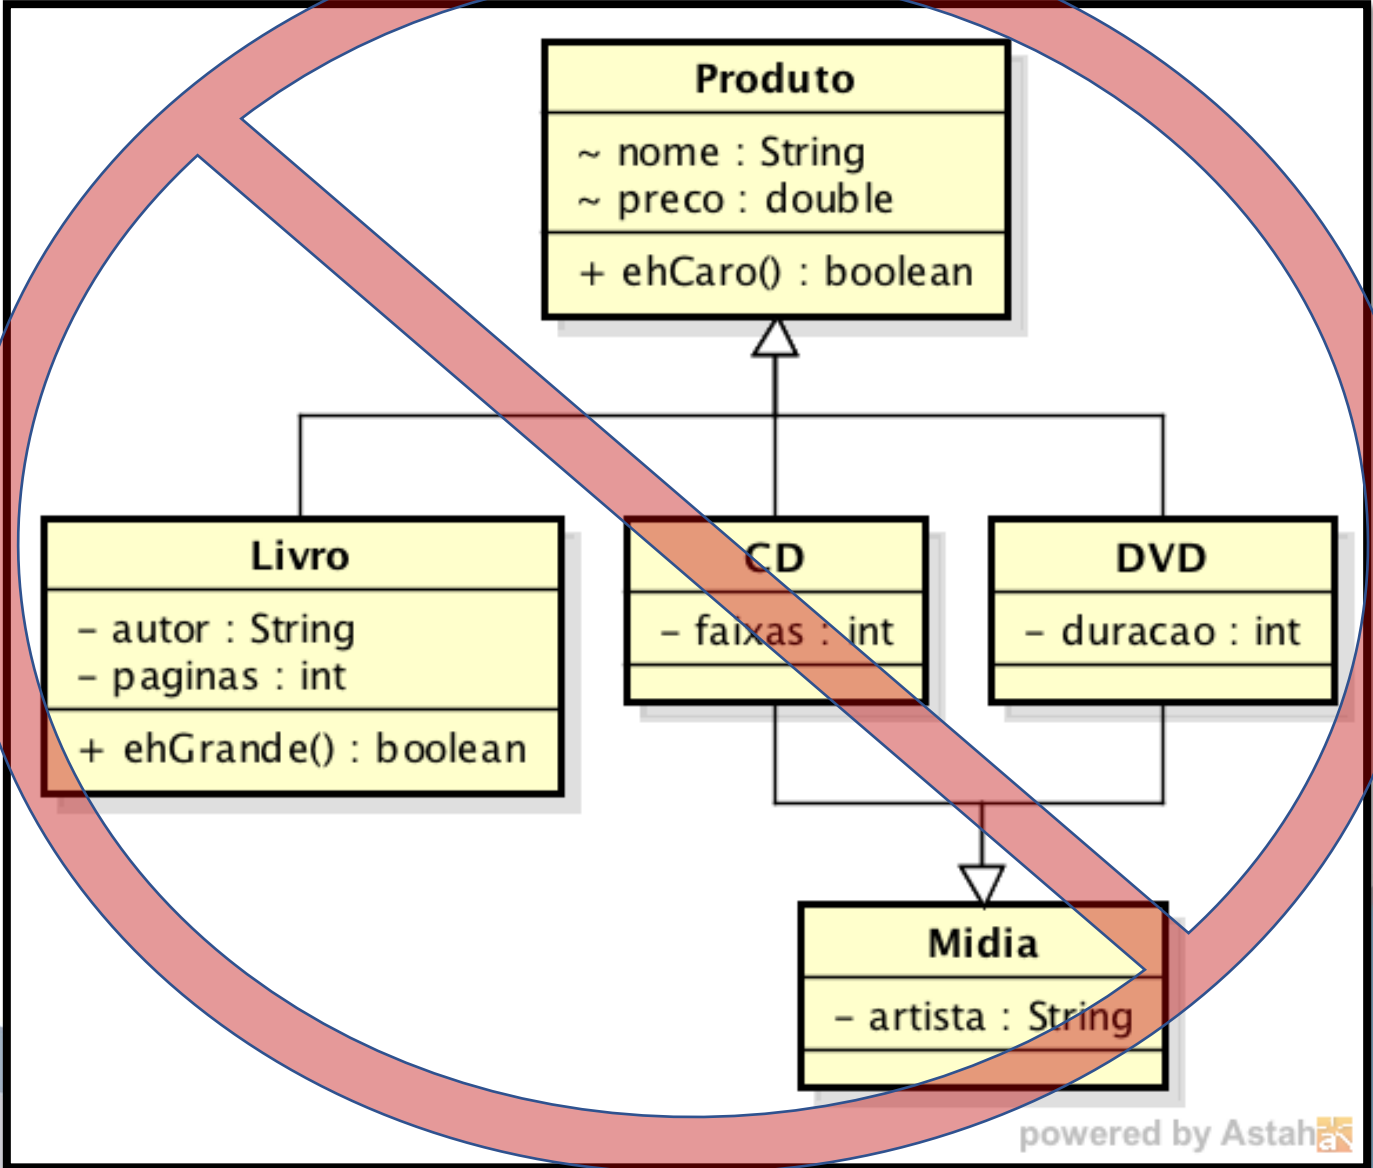 Produto
~ nome : String
~ preco : double
+ ehCaro() : boolean
Livro
- autor : String
- paginas : int
+ ehGrande() : boolean
CD
- faixas : int
DVD
- duracao : int
Midia
- artista : String
powered by Astah